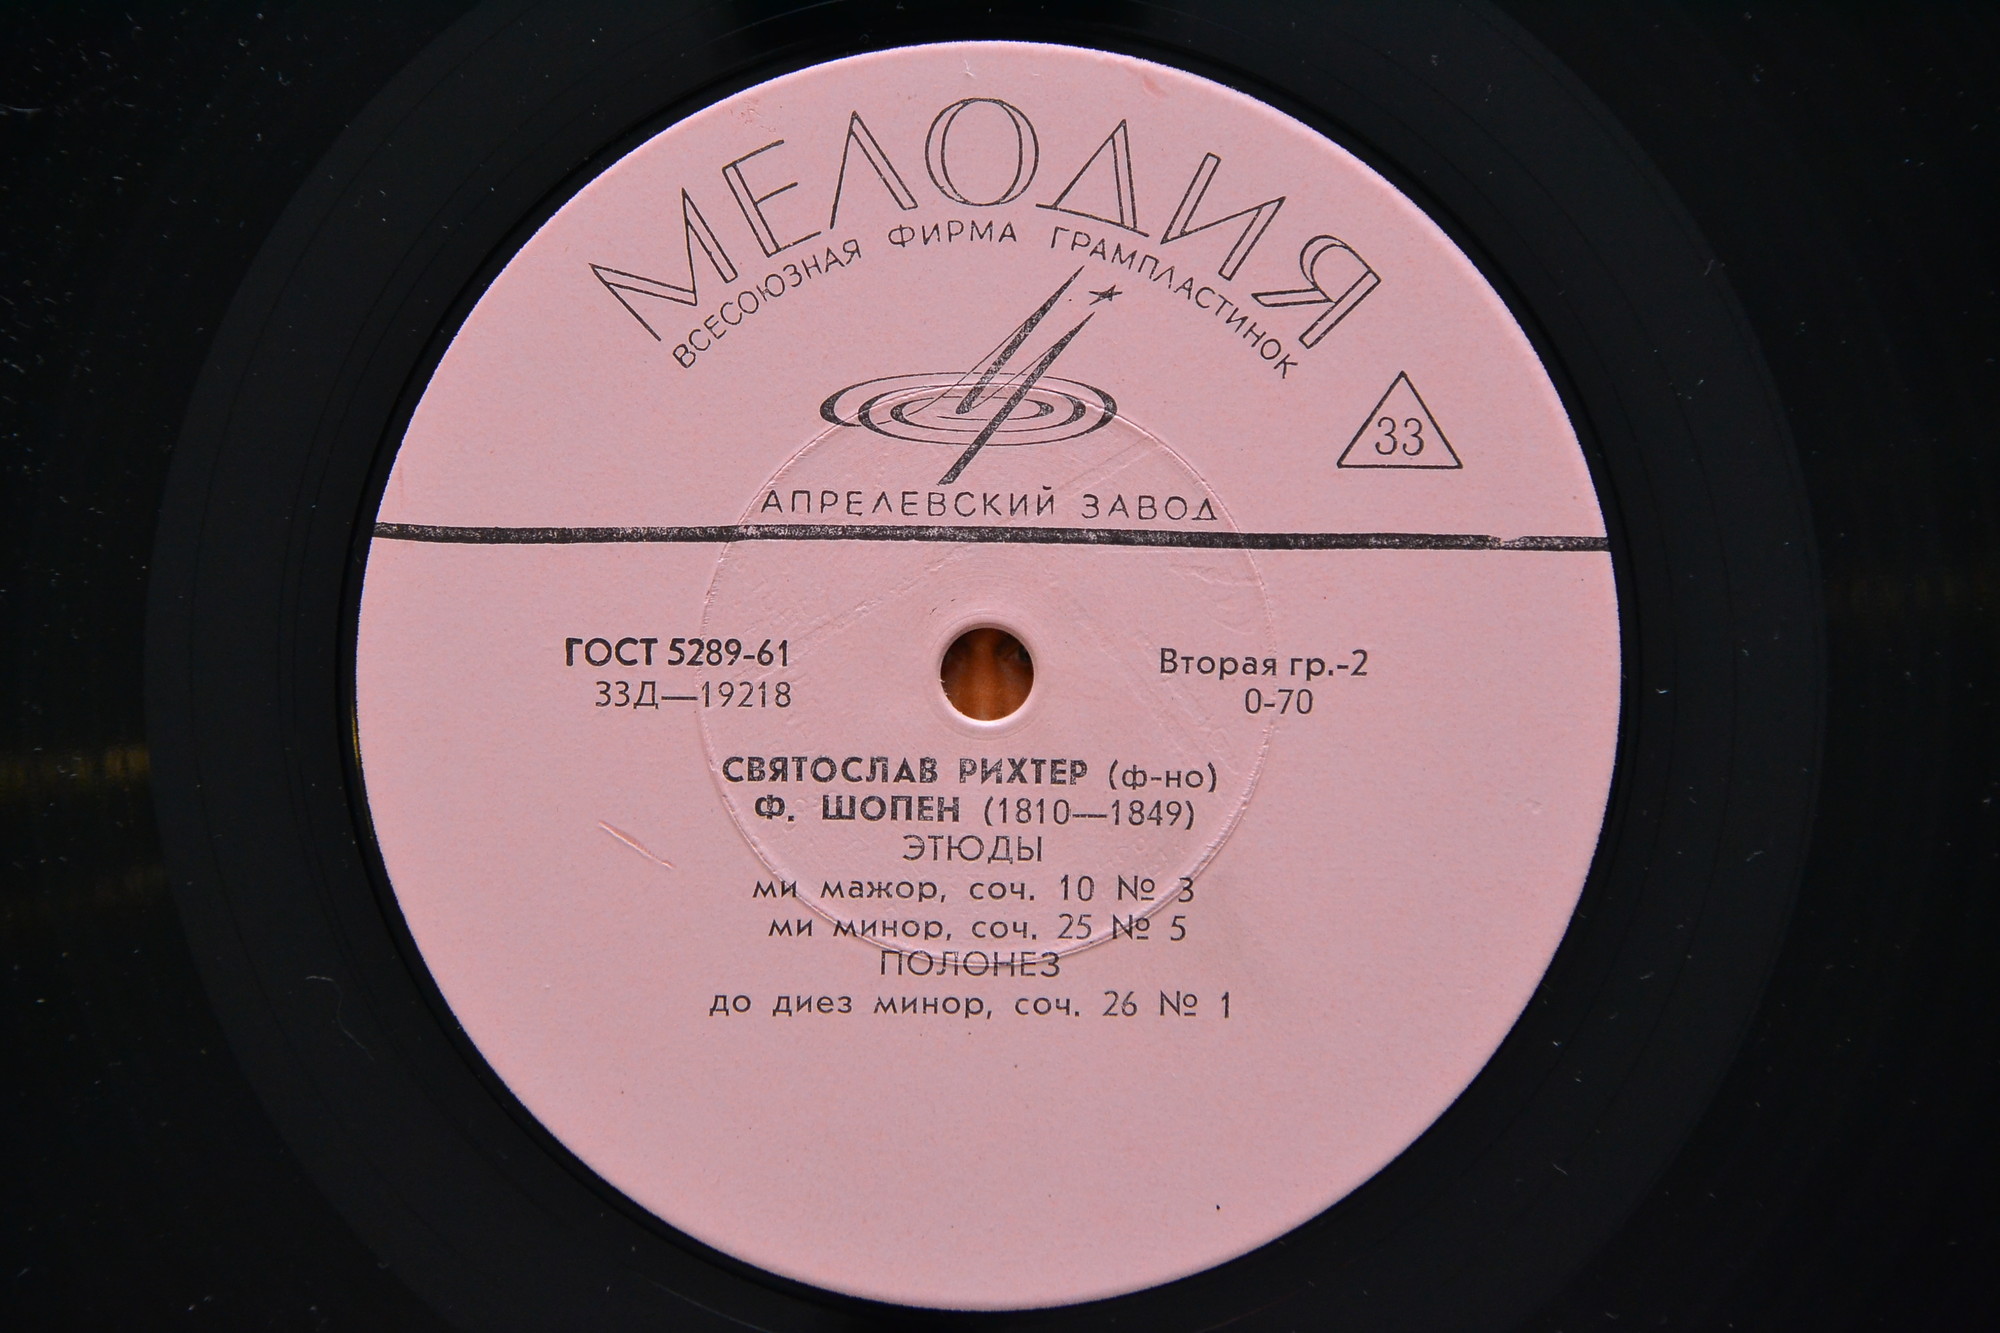 МЕЛОДИЯ
ВСЕСОЮЗНАЯ ФИРМА ГРАМПЛАСТИНОК
33
АПРЕЛЕВСКИЙ ЗАВОД
ГОСТ 5289-61
33Д—19218
Вторая гр.-2
0-70
СВЯТОСЛАВ РИХТЕР (ф-но)
Ф. ШОПЕН (1810—1849)
ЭТЮДЫ
ми мажор, соч. 10 № 3
ми минор, соч. 25 № 5
ПОЛОНЕЗ
до диез минор, соч. 26 № 1